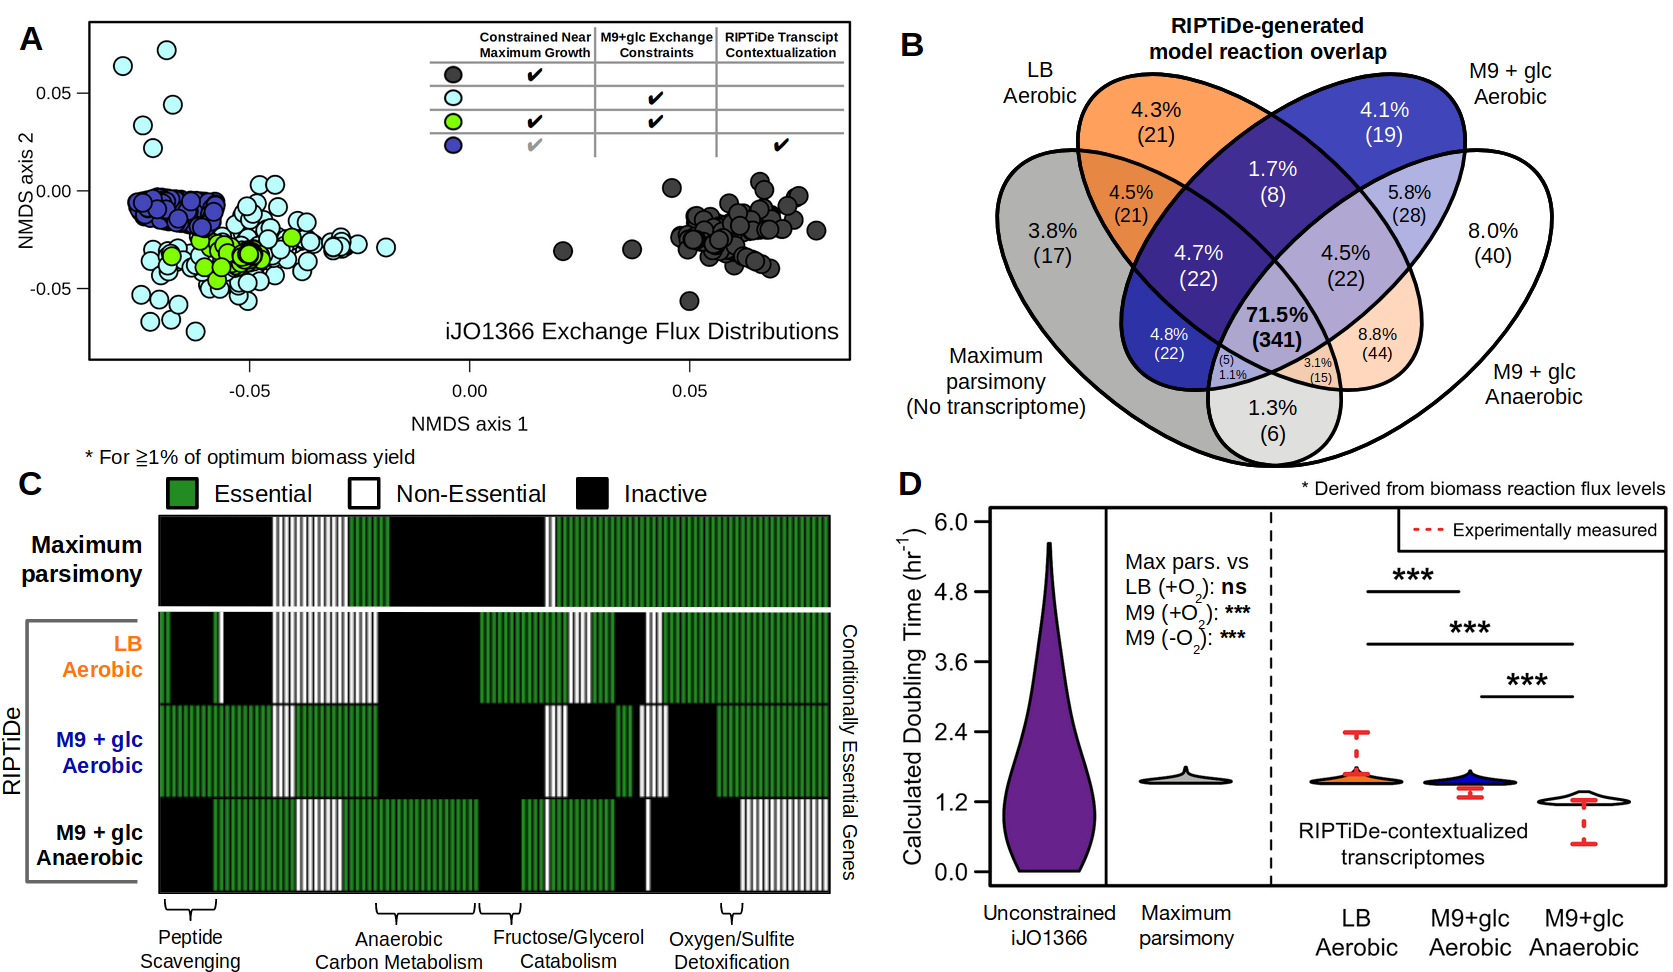 A
Constrained Near
Maximum Growth
M9+glc Exchange
Constraints
RIPTiDe Transcipt
Contextualization
✔
✔
✔ ✔
✔ ✔
0.05
0.00
-0.05
NMDS axis 2
iJO1366 Exchange Flux Distributions
-0.05 0.00 0.05
NMDS axis 1
B
RIPTiDe-generated
model reaction overlap
LB
Aerobic
M9 + glc
Aerobic
4.3%
(21)
4.1%
(19)
1.7%
(8)
4.5%
(21)
5.8%
(28)
3.8%
(17)
8.0%
(40)
4.7%
(22)
4.5%
(22)
71.5%
(341)
4.8%
(22)
8.8%
(44)
(5)
1.1%
3.1%
(15)
1.3%
(6)
Maximum
parsimony
(No transcriptome)
M9 + glc
Anaerobic
* For ≧1% of optimum biomass yield
C
Essential Non-Essential Inactive
Maximum
parsimony
RIPTiDe
LB
Aerobic
M9 + glc
Aerobic
M9 + glc
Anaerobic
Conditionally Essential Genes
Peptide
Scavenging
Anaerobic
Carbon Metabolism
Fructose/Glycerol
Catabolism
Oxygen/Sulfite
Detoxification
D
* Derived from biomass reaction flux levels
Experimentally measured
Calculated Doubling Time (hr-1)
6.0
4.8
3.6
2.4
1.2
0.0
Max pars. vs
LB (+O2): ns
M9 (+O2): ***
M9 (-O2): ***
***
***
***
RIPTiDe-contextualized
transcriptomes
Unconstrained
iJO1366
Maximum
parsimony
LB
Aerobic
M9+glc
Aerobic
M9+glc
Anaerobic